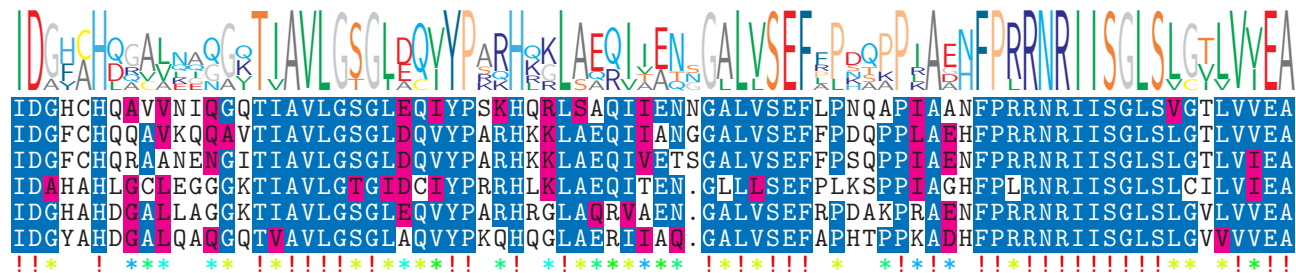 IDGHCHQAVVNIQGQTIAVLGSGLEQIYPSKHQRLSAQIIENNGALVSEFLPNQAPIAANFPRRNRIISGLSVGTLVVEA
IDGFCHQQAVKQQAVTIAVLGSGLDQVYPARHKKLAEQIIANGGALVSEFFPDQPPLAEHFPRRNRIISGLSLGTLVVEA
IDGFCHQRAANENGITIAVLGSGLDQVYPARHKKLAEQIVETSGALVSEFFPSQPPIAENFPRRNRIISGLSLGTLVIEA
IDAHAHLGCLEGGGKTIAVLGTGIDCIYPRRHLKLAEQITEN.GLLLSEFPLKSPPIAGHFPLRNRIISGLSLCILVIEA
IDGHAHDGALLAGGKTIAVLGSGLEQVYPARHRGLAQRVAEN.GALVSEFRPDAKPRAENFPRRNRIISGLSLGVLVVEA
IDGYAHDGALQAQGQTVAVLGSGLAQVYPKQHQGLAERIIAQ.GALVSEFAPHTPPKADHFPRRNRIISGLSLGVVVVEA